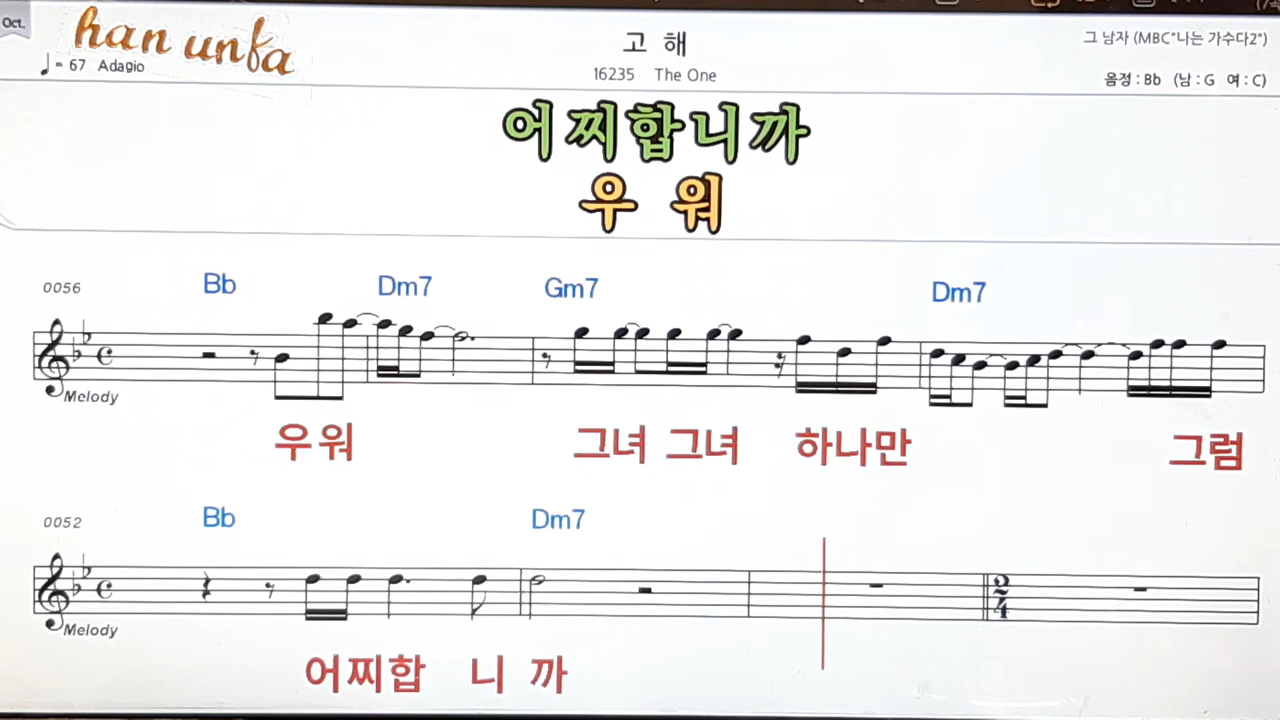 Oct.
han unfa
♩= 67 Adagio
고 해
16235 The One
그 남자 (MBC"나는 가수다2")
음정 : Bb (남 : G 여 : C)
어찌합니까
우 워
0056
Bb Dm7 Gm7 Dm7
Melody
우워 그녀 그녀 하나만 그럼
0052
Bb Dm7
2
4
Melody
어찌합 니 까